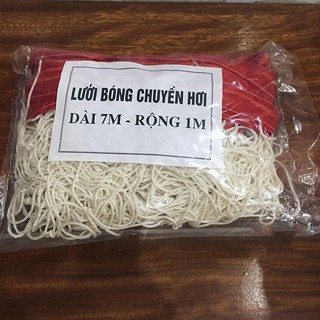 LƯỚI BÓNG CHUYỀN HƠI
DÀI 7M - RỘNG 1M